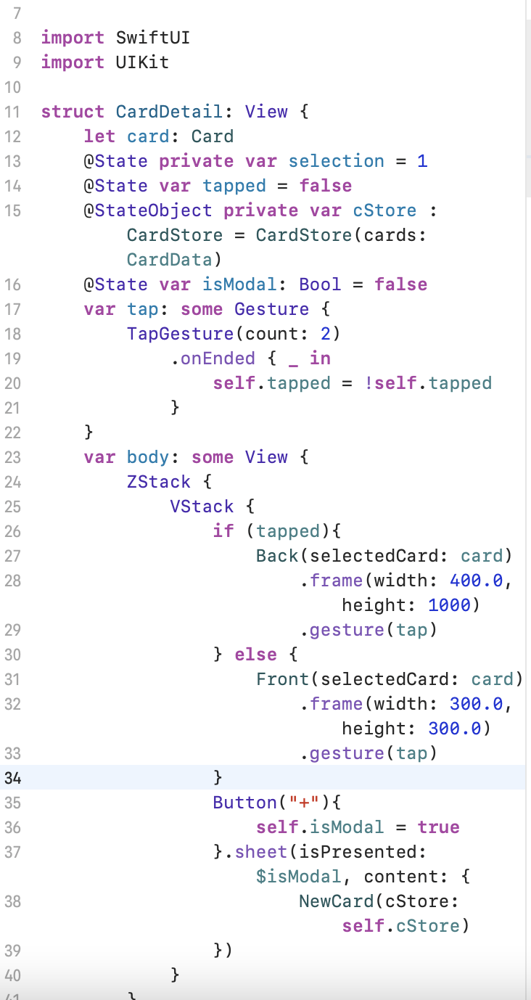 7
8 import SwiftUI
9 import UIKit
10
11 struct CardDetail: View {
12     let card: Card
13     @State private var selection = 1
14     @State var tapped = false
15     @StateObject private var cStore :
        CardStore = CardStore(cards:
        CardData)
16     @State var isModal: Bool = false
17     var tap: some Gesture {
18         TapGesture(count: 2)
19             .onEnded { _ in
20                 self.tapped = !self.tapped
21             }
22     }
23     var body: some View {
24         ZStack {
25             VStack {
26                 if (tapped){
27                     Back(selectedCard: card)
28                         .frame(width: 400.0,
                            height: 1000)
29                         .gesture(tap)
30                 } else {
31                     Front(selectedCard: card)
32                         .frame(width: 300.0,
                            height: 300.0)
33                         .gesture(tap)
34                 }
35                 Button("+"){
36                     self.isModal = true
37                 }.sheet(isPresented:
                    $isModal, content: {
38                         NewCard(cStore:
                            self.cStore)
39                 })
40             }
41         }